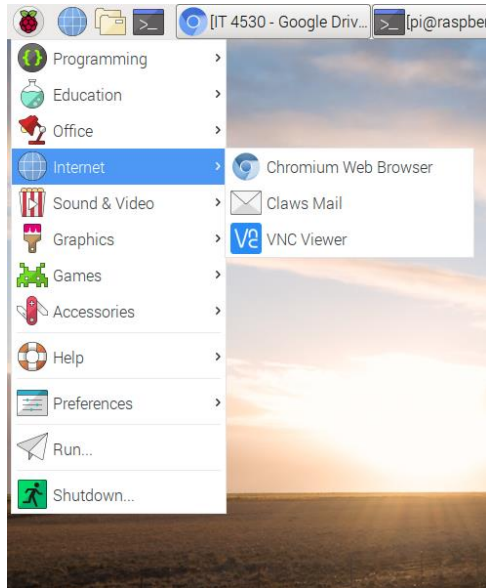 [IT 4530 - Google Driv...
[pi@raspber
Programming
Education
Office
Internet
Chromium Web Browser
Sound & Video
Claws Mail
Graphics
VNC Viewer
Games
Accessories
Help
Preferences
Run...
Shutdown...